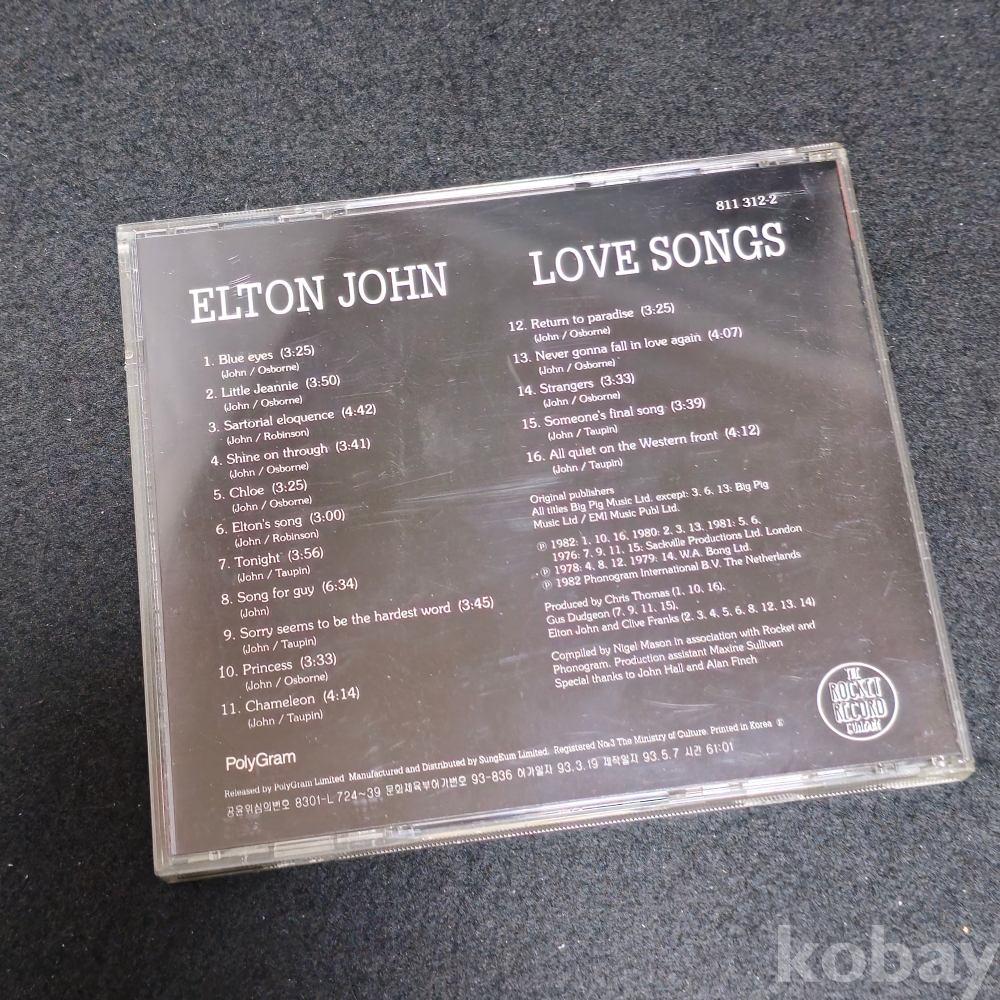 811 312-2
ELTON JOHN
LOVE SONGS
1. Blue eyes (3:25)
(John / Osborne)
2. Little Jeannie (3:50)
(John / Osborne)
3. Sartorial eloquence (4:42)
(John / Robinson)
4. Shine on through (3:41)
(John / Osborne)
5. Chloe (3:25)
(John / Osborne)
6. Elton's song (3:00)
(John / Robinson)
7. Tonight (3:56)
(John / Taupin)
8. Song for guy (6:34)
(John)
9. Sorry seems to be the hardest word (3:45)
(John / Taupin)
10. Princess (3:33)
(John / Osborne)
11. Chameleon (4:14)
(John / Taupin)
12. Return to paradise (3:25)
(John / Osborne)
13. Never gonna fall in love again (4:07)
(John / Osborne)
14. Strangers (3:33)
(John / Osborne)
15. Someone's final song (3:39)
(John / Taupin)
16. All quiet on the Western front (4:12)
(John / Taupin)
Original publishers
All titles Big Pig Music Ltd. except: 3. 6. 13: Big Pig
Music Ltd / EMI Music Publ Ltd.
℗ 1982: 1. 10. 16. 1980: 2. 3. 13. 1981: 5. 6.
1976: 7. 9. 11. 15: Sackville Productions Ltd. London
℗ 1978: 4. 8. 12. 1979: 14. W.A. Bong Ltd.
℗ 1982 Phonogram International B.V. The Netherlands
Produced by Chris Thomas (1. 10. 16).
Gus Dudgeon (7. 9. 11. 15).
Elton John and Clive Franks (2. 3. 4. 5. 6. 8. 12. 13. 14)
Compiled by Nigel Mason in association with Rocket and
Phonogram. Production assistant Maxine Sullivan
Special thanks to John Hall and Alan Finch
THE
ROCKET
RECORD
COMPANY
PolyGram
Released by PolyGram Limited Manufactured and Distributed by SungEum Limited. Registered No.3 The Ministry of Culture. Printed in Korea Ⓔ
공윤위심의번호 8301-L 724~39 문화체육부허가번호 93-836 허가일자 93.3.19 제작일자 93.5.7 시간 61:01
kobay